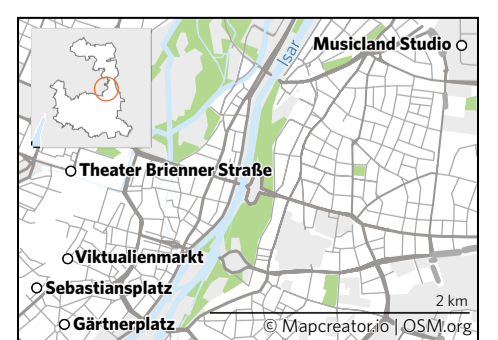 Musicland Studio
Isar
Theater Brienner Straße
Viktualienmarkt
Sebastiansplatz
2 km
Gärtnerplatz
© Mapcreator.io | OSM.org